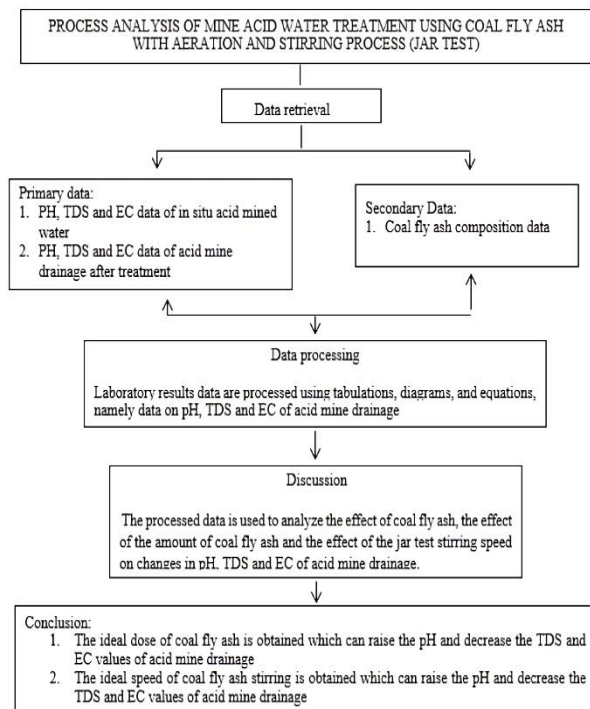 PROCESS ANALYSIS OF MINE ACID WATER TREATMENT USING COAL FLY ASH
WITH AERATION AND STIRRING PROCESS (JAR TEST)
Data retrieval
Primary data:
1. PH, TDS and EC data of in situ acid mined
water
2. PH, TDS and EC data of acid mine
drainage after treatment
Secondary Data:
1. Coal fly ash composition data
Data processing
Laboratory results data are processed using tabulations, diagrams, and equations,
namely data on pH, TDS and EC of acid mine drainage
Discussion
The processed data is used to analyze the effect of coal fly ash, the effect
of the amount of coal fly ash and the effect of the jar test stirring speed
on changes in pH, TDS and EC of acid mine drainage.
Conclusion:
1. The ideal dose of coal fly ash is obtained which can raise the pH and decrease the TDS and
EC values of acid mine drainage
2. The ideal speed of coal fly ash stirring is obtained which can raise the pH and decrease the
TDS and EC values of acid mine drainage